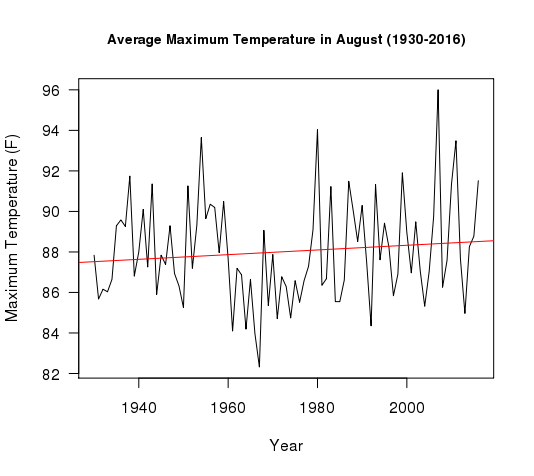 Average Maximum Temperature in August (1930-2016)
Maximum Temperature (F)
96
94
92
90
88
86
84
82
1940 1960 1980 2000
Year